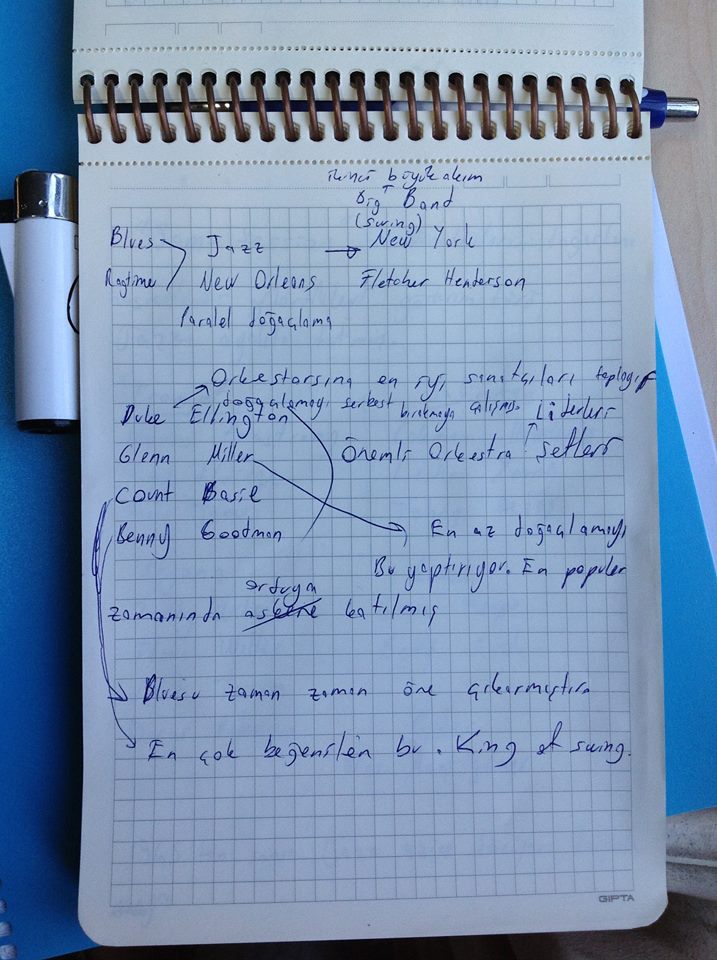 ikinci büyük akım
Big Band
(swing)
Blues Jazz → New York
Ragtime New Orleans Fletcher Henderson
Paralel doğaçlama
Orkestarsına en iyi sanatçıları toplayıp
doğaçlamayı serbest bırakmaya çalışmış Liderleri
Duke Ellington
Glenn Miller Önemli Orkestra Şefleri
Count Basie
Benny Goodman En az doğaçlamayı
Bu yaptırıyor. En populer
orduya
zamanında askere katılmış
Bluesu zaman zaman öne çıkarmıştır
En çok beğenilen bu. King of swing.
GIPTA